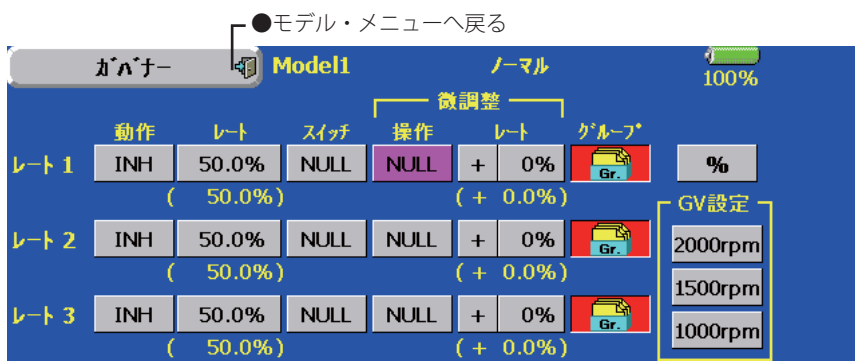 ●モデル・メニューへ戻る
ガバナー Model1 ノーマル 100%
微調整
動作 レート スイッチ 操作 レート グループ
レート 1 INH 50.0% NULL NULL + 0% Gr. %
( 50.0%) ( + 0.0%)
GV設定
レート 2 INH 50.0% NULL NULL + 0% Gr. 2000rpm
( 50.0%) ( + 0.0%)
1500rpm
レート 3 INH 50.0% NULL NULL + 0% Gr. 1000rpm
( 50.0%) ( + 0.0%)